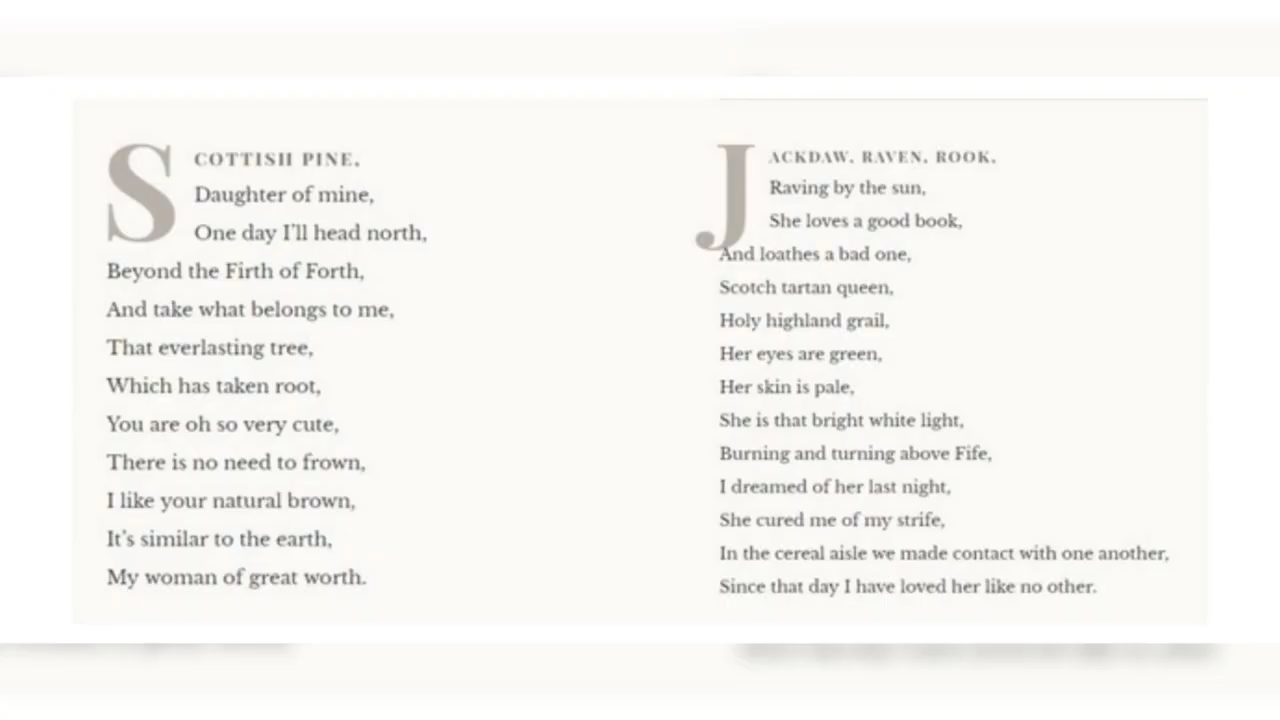 SCOTTISH PINE,
Daughter of mine,
One day I'll head north,
Beyond the Firth of Forth,
And take what belongs to me,
That everlasting tree,
Which has taken root,
You are oh so very cute,
There is no need to frown,
I like your natural brown,
It's similar to the earth,
My woman of great worth.
JACKDAW, RAVEN, ROOK,
Raving by the sun,
She loves a good book,
And loathes a bad one,
Scotch tartan queen,
Holy highland grail,
Her eyes are green,
Her skin is pale,
She is that bright white light,
Burning and turning above Fife,
I dreamed of her last night,
She cured me of my strife,
In the cereal aisle we made contact with one another,
Since that day I have loved her like no other.